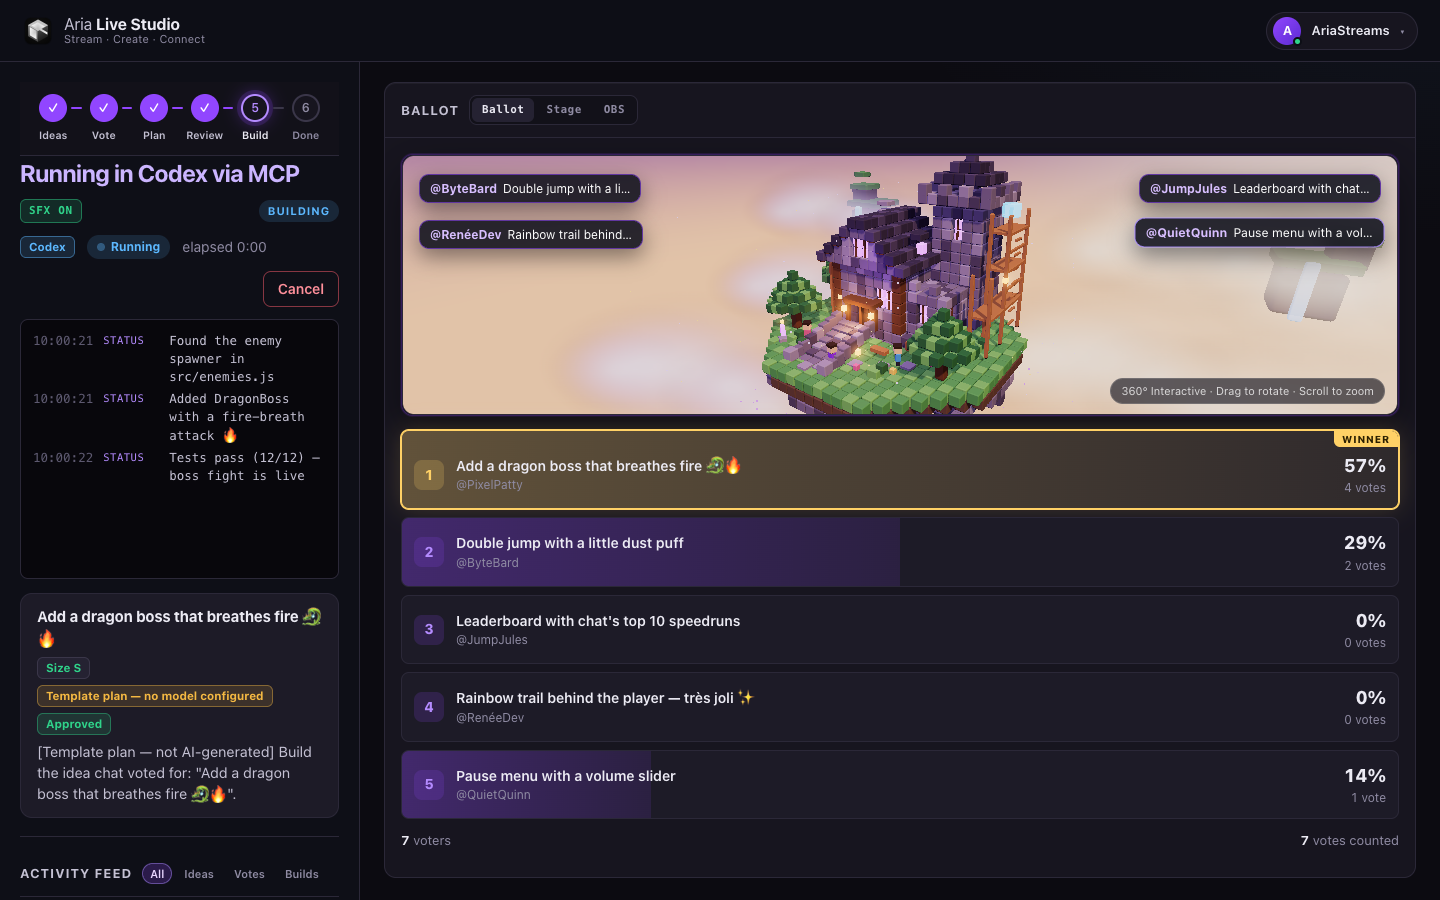 Aria Live Studio
Stream · Create · Connect
A AriaStreams
✓ ✓ ✓ ✓ 5 6
Ideas Vote Plan Review Build Done
Running in Codex via MCP
SFX ON BUILDING
Codex Running elapsed 0:00
Cancel
10:00:21 STATUS Found the enemy
spawner in
src/enemies.js
10:00:21 STATUS Added DragonBoss
with a fire-breath
attack 🔥
10:00:22 STATUS Tests pass (12/12) —
boss fight is live
Add a dragon boss that breathes fire 🐉
🔥
Size S
Template plan — no model configured
Approved
[Template plan — not AI-generated] Build
the idea chat voted for: "Add a dragon
boss that breathes fire 🐉🔥".
ACTIVITY FEED All Ideas Votes Builds
BALLOT Ballot Stage OBS
@ByteBard Double jump with a li...
@JumpJules Leaderboard with chat...
@RenéeDev Rainbow trail behind...
@QuietQuinn Pause menu with a vol...
360° Interactive · Drag to rotate · Scroll to zoom
WINNER
1 Add a dragon boss that breathes fire 🐉🔥 57%
@PixelPatty 4 votes
2 Double jump with a little dust puff 29%
@ByteBard 2 votes
3 Leaderboard with chat's top 10 speedruns 0%
@JumpJules 0 votes
4 Rainbow trail behind the player — très joli ✨ 0%
@RenéeDev 0 votes
5 Pause menu with a volume slider 14%
@QuietQuinn 1 vote
7 voters 7 votes counted